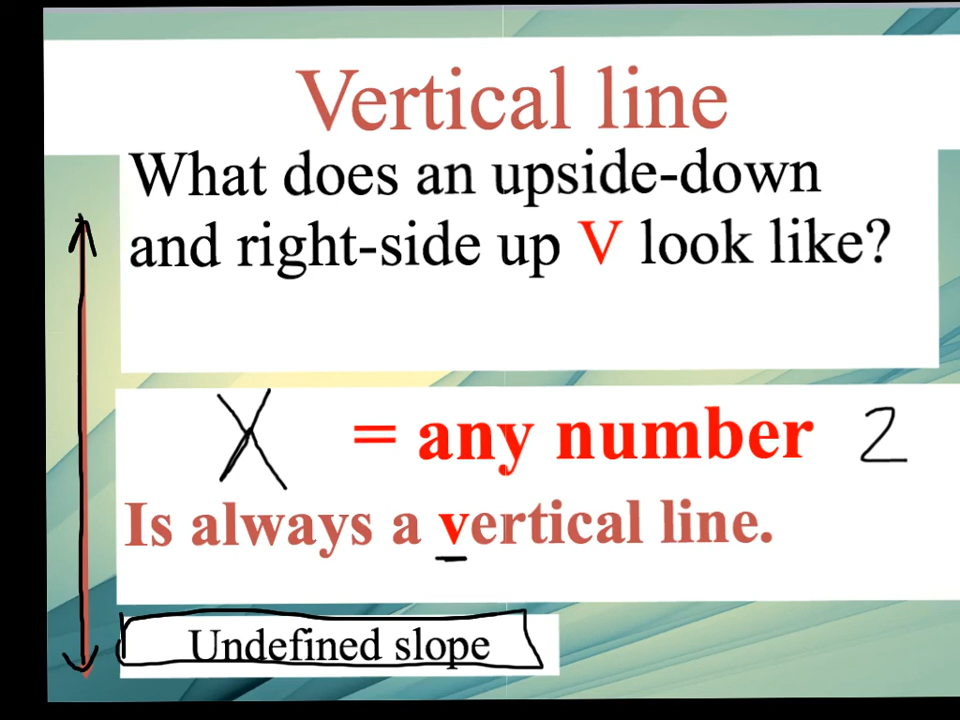 Vertical line
What does an upside-down
and right-side up V look like?
X = any number 2
Is always a vertical line.
Undefined slope